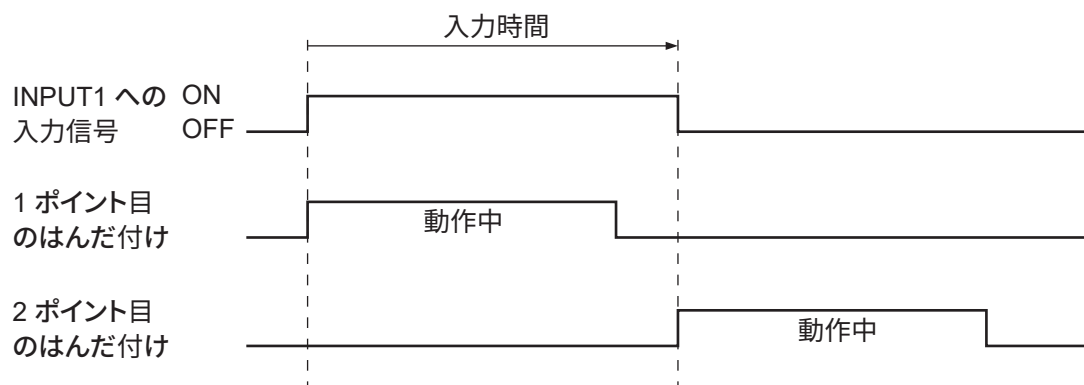 入力時間
INPUT1 への ON
入力信号 OFF
1 ポイント目
のはんだ付け
動作中
2 ポイント目
のはんだ付け
動作中